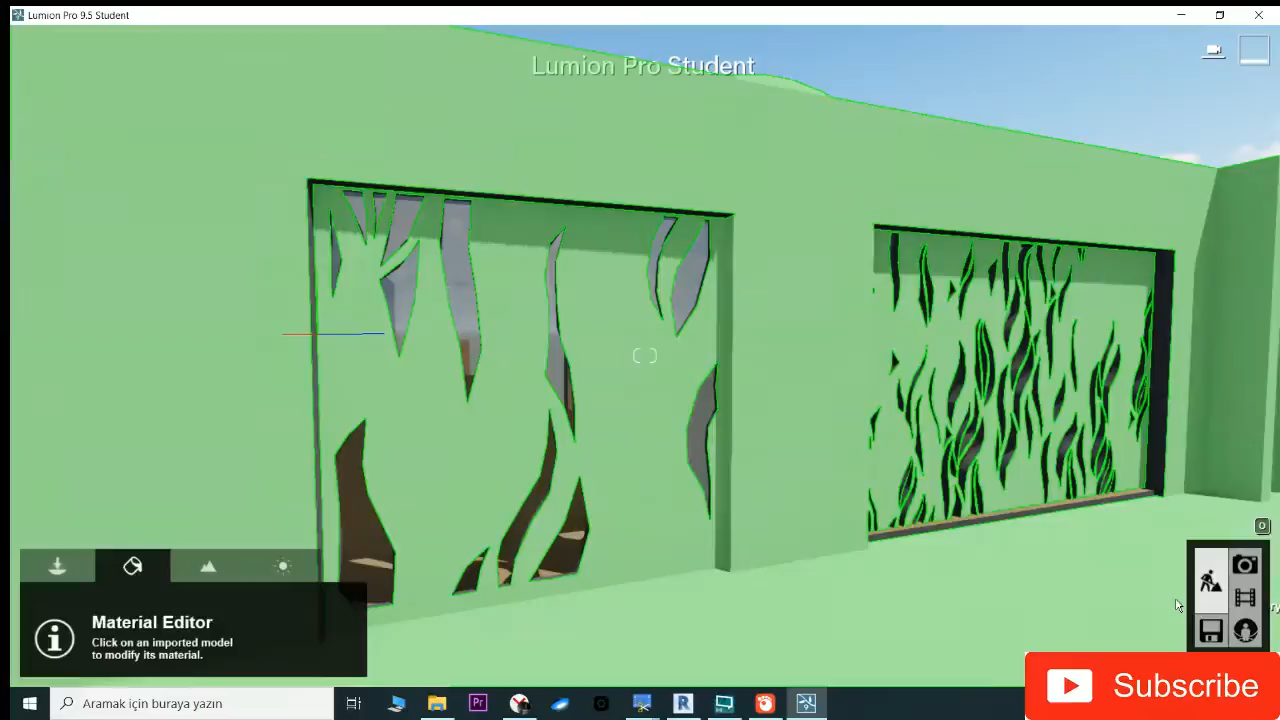 Lumion Pro 9.5 Student
Lumion Pro Student
Material Editor
Click on an imported model
to modify its material.
Aramak için buraya yazın
Pr
R
Subscribe